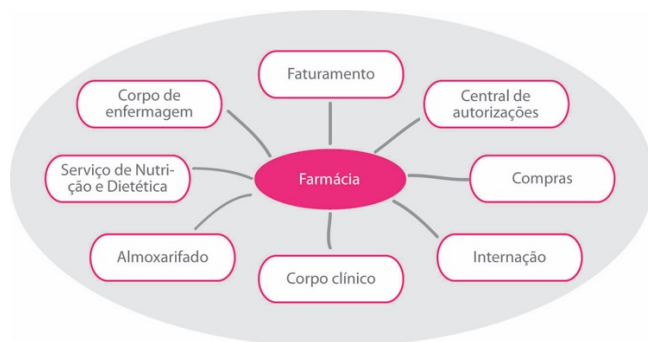 Faturamento
Corpo de
enfermagem
Central de
autorizações
Serviço de Nutri-
ção e Dietética
Farmácia
Compras
Almoxarifado
Corpo clínico
Internação